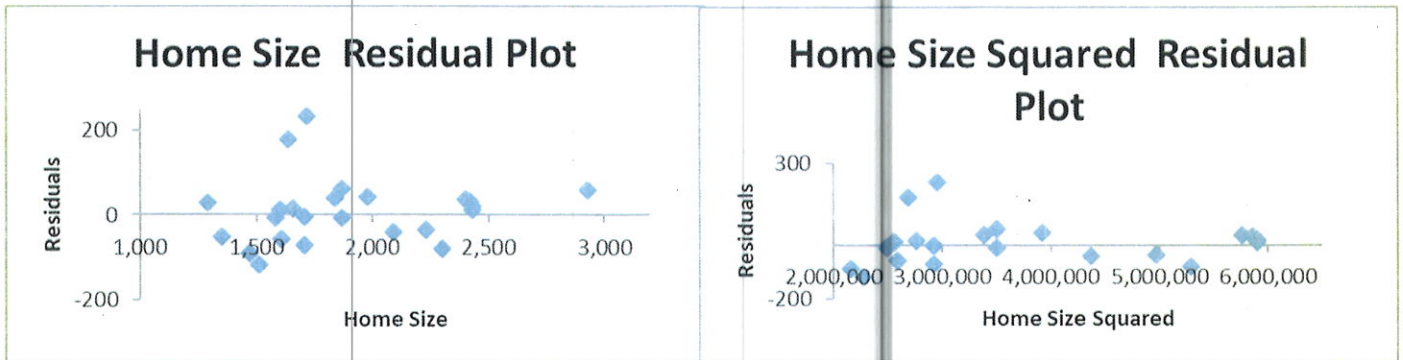 Home Size Residual Plot
200
0
-200
Residuals
1,000 1,500 2,000 2,500 3,000
Home Size
Home Size Squared Residual
Plot
300
-200
Residuals
2,000,000 3,000,000 4,000,000 5,000,000 6,000,000
Home Size Squared